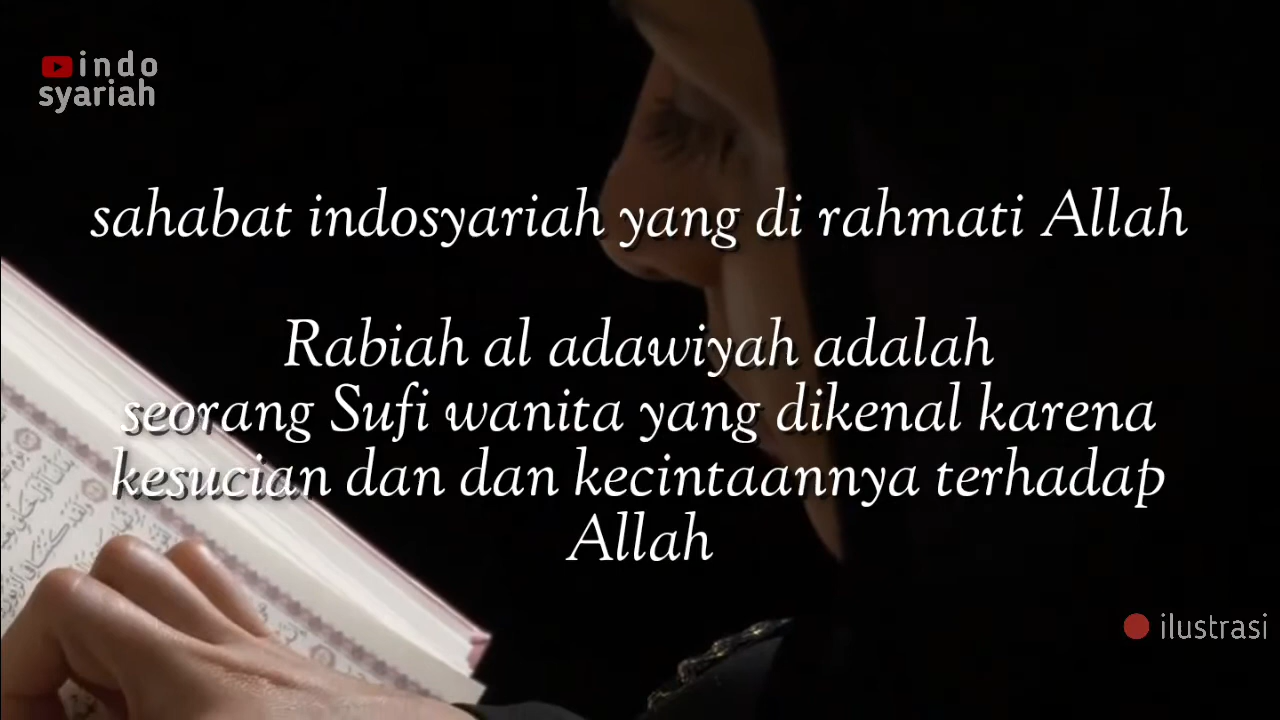 indo
syariah
sahabat indosyariah yang di rahmati Allah
Rabiah al adawiyah adalah
seorang Sufi wanita yang dikenal karena
kesucian dan dan kecintaannya terhadap
Allah
ilustrasi